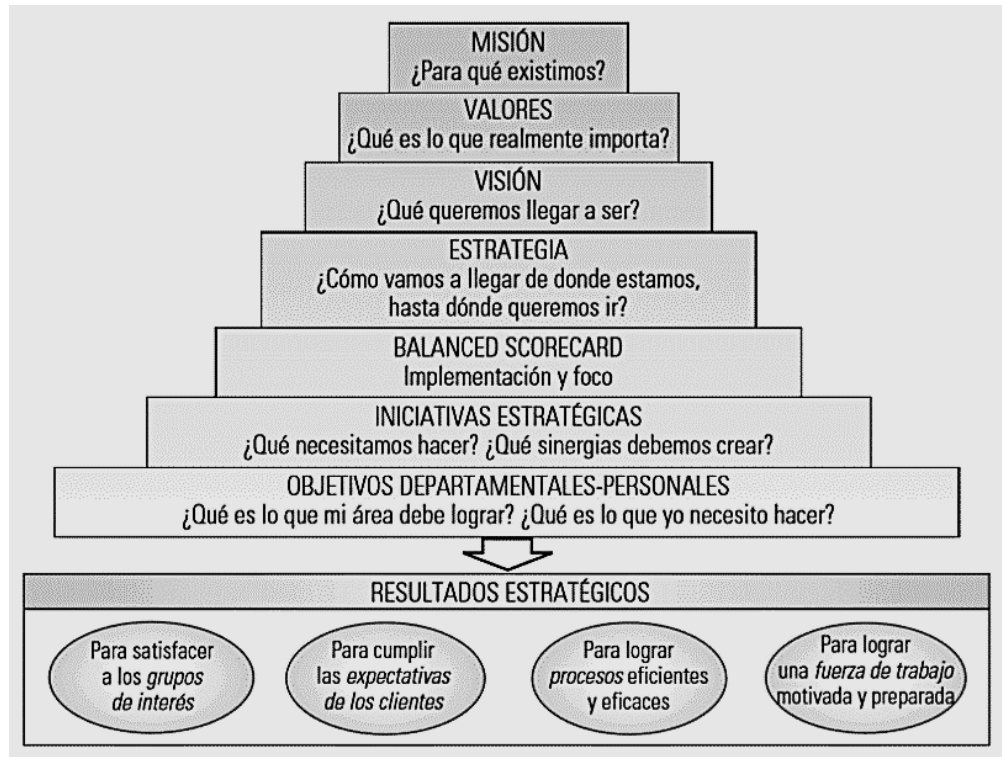 MISIÓN
¿Para qué existimos?
VALORES
¿Qué es lo que realmente importa?
VISIÓN
¿Qué queremos llegar a ser?
ESTRATEGIA
¿Cómo vamos a llegar de donde estamos,
hasta dónde queremos ir?
BALANCED SCORECARD
Implementación y foco
INICIATIVAS ESTRATÉGICAS
¿Qué necesitamos hacer? ¿Qué sinergias debemos crear?
OBJETIVOS DEPARTAMENTALES-PERSONALES
¿Qué es lo que mi área debe lograr? ¿Qué es lo que yo necesito hacer?
RESULTADOS ESTRATÉGICOS
Para satisfacer
a los grupos
de interés
Para cumplir
las expectativas
de los clientes
Para lograr
procesos eficientes
y eficaces
Para lograr
una fuerza de trabajo
motivada y preparada